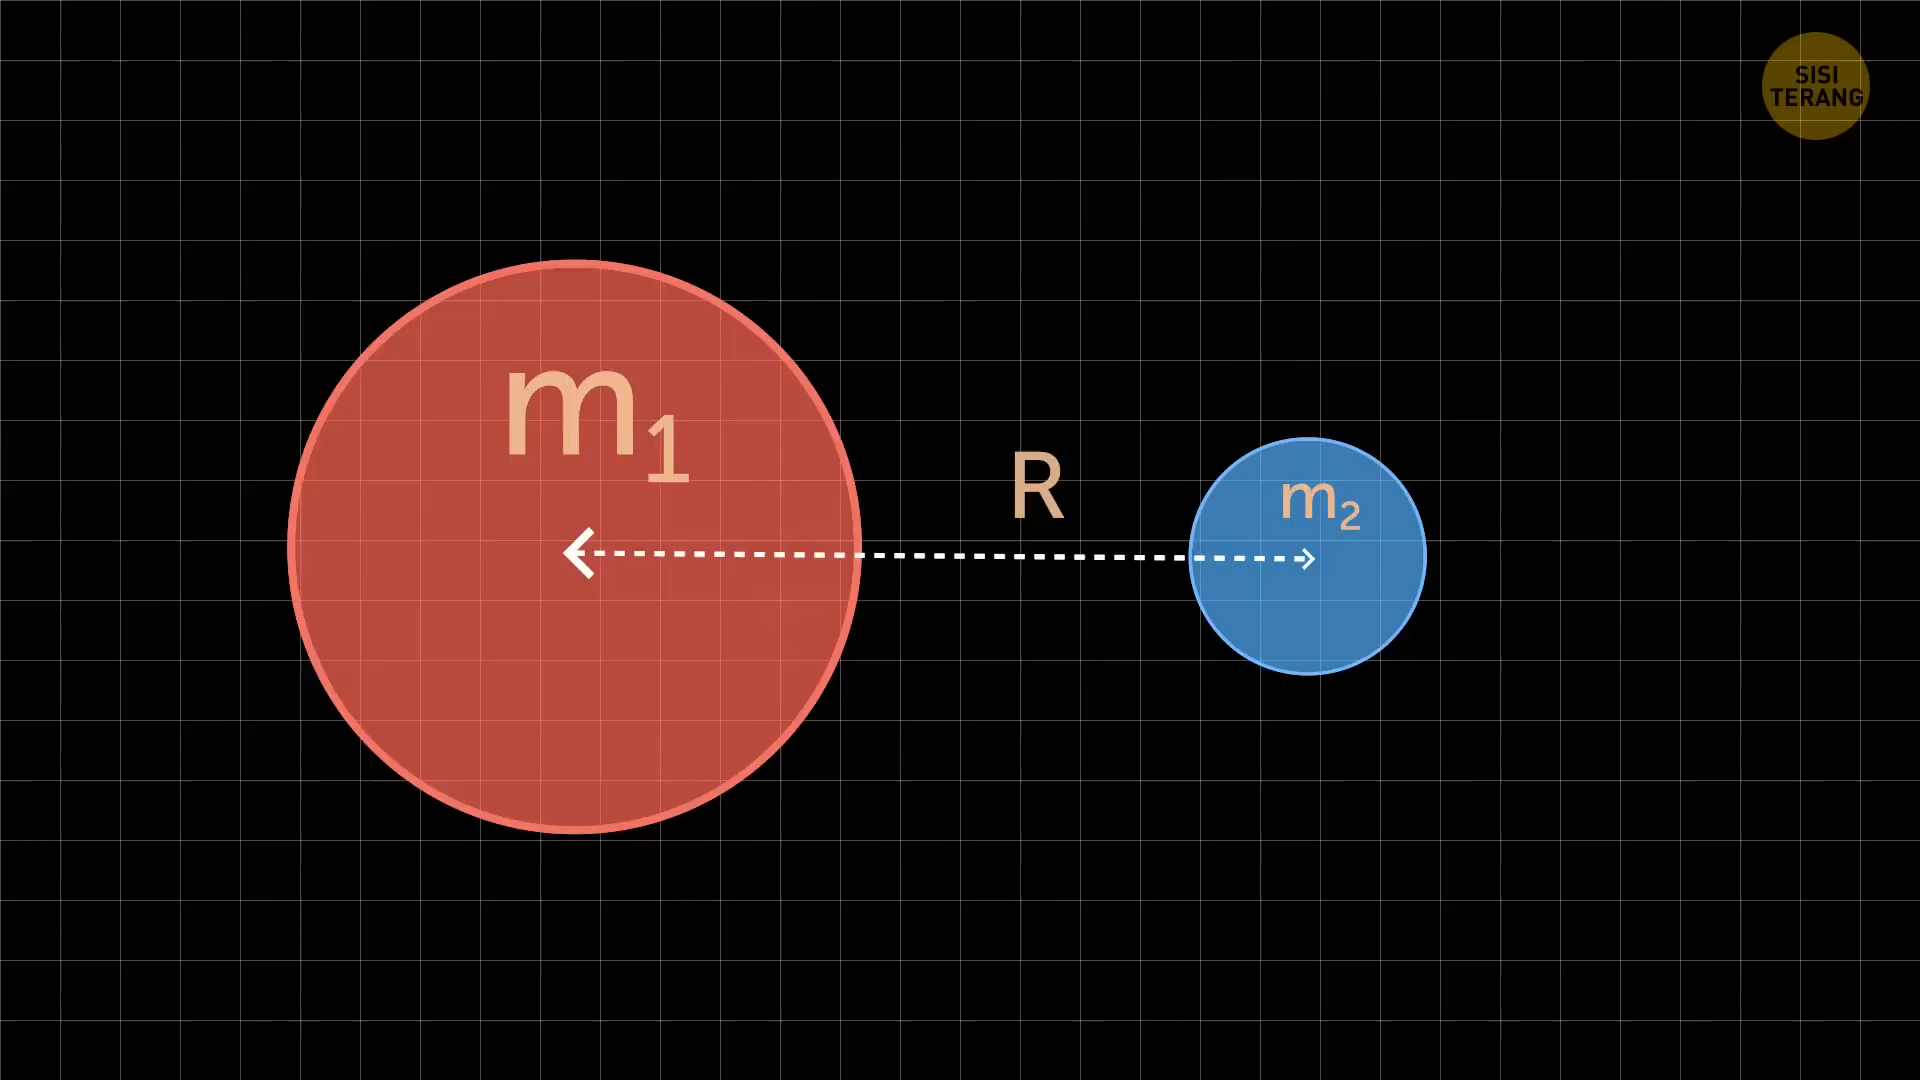 SISI
TERANG
m₁
R
m₂